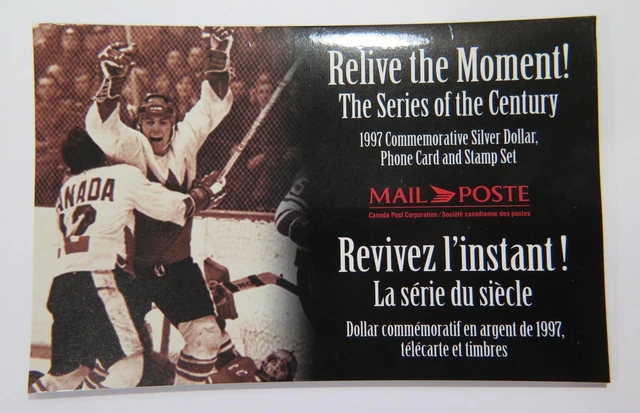 Relive the Moment!
The Series of the Century
1997 Commemorative Silver Dollar,
Phone Card and Stamp Set
MAIL POSTE
Canada Post Corporation / Société canadienne des postes
Revivez l'instant !
La série du siècle
Dollar commémoratif en argent de 1997,
télécarte et timbres
ANADA
2